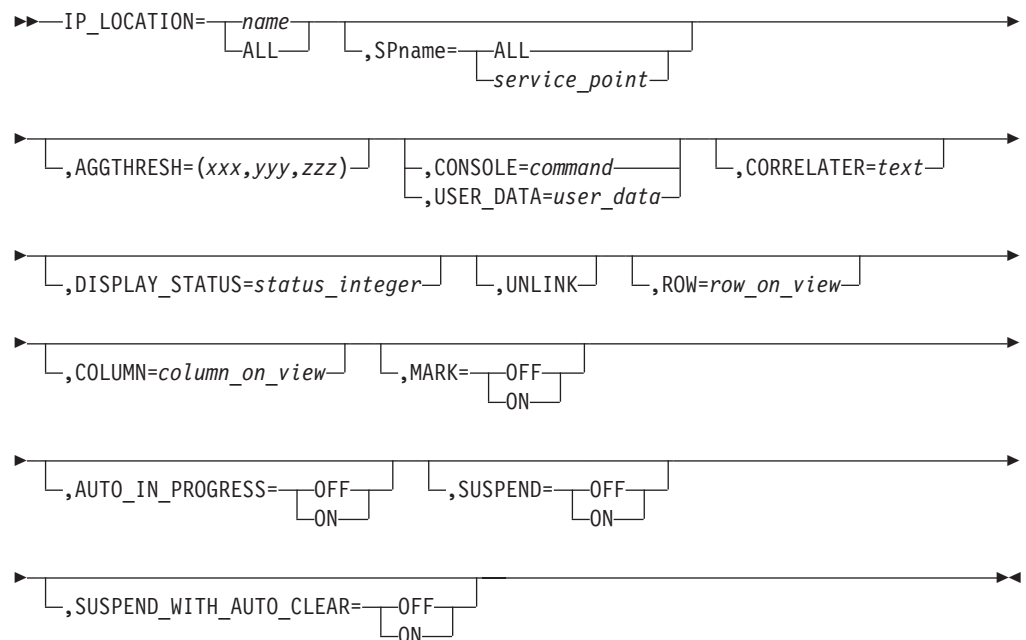 IP_LOCATION= name ,SPname= ALL
ALL service_point
,AGGTHRESH=(xxx,yyy,zzz) ,CONSOLE=command ,CORRELATER=text
,USER_DATA=user_data
,DISPLAY_STATUS=status_integer ,UNLINK ,ROW=row_on_view
,COLUMN=column_on_view ,MARK= OFF
ON
,AUTO_IN_PROGRESS= OFF ,SUSPEND= OFF
ON ON
,SUSPEND_WITH_AUTO_CLEAR= OFF
ON